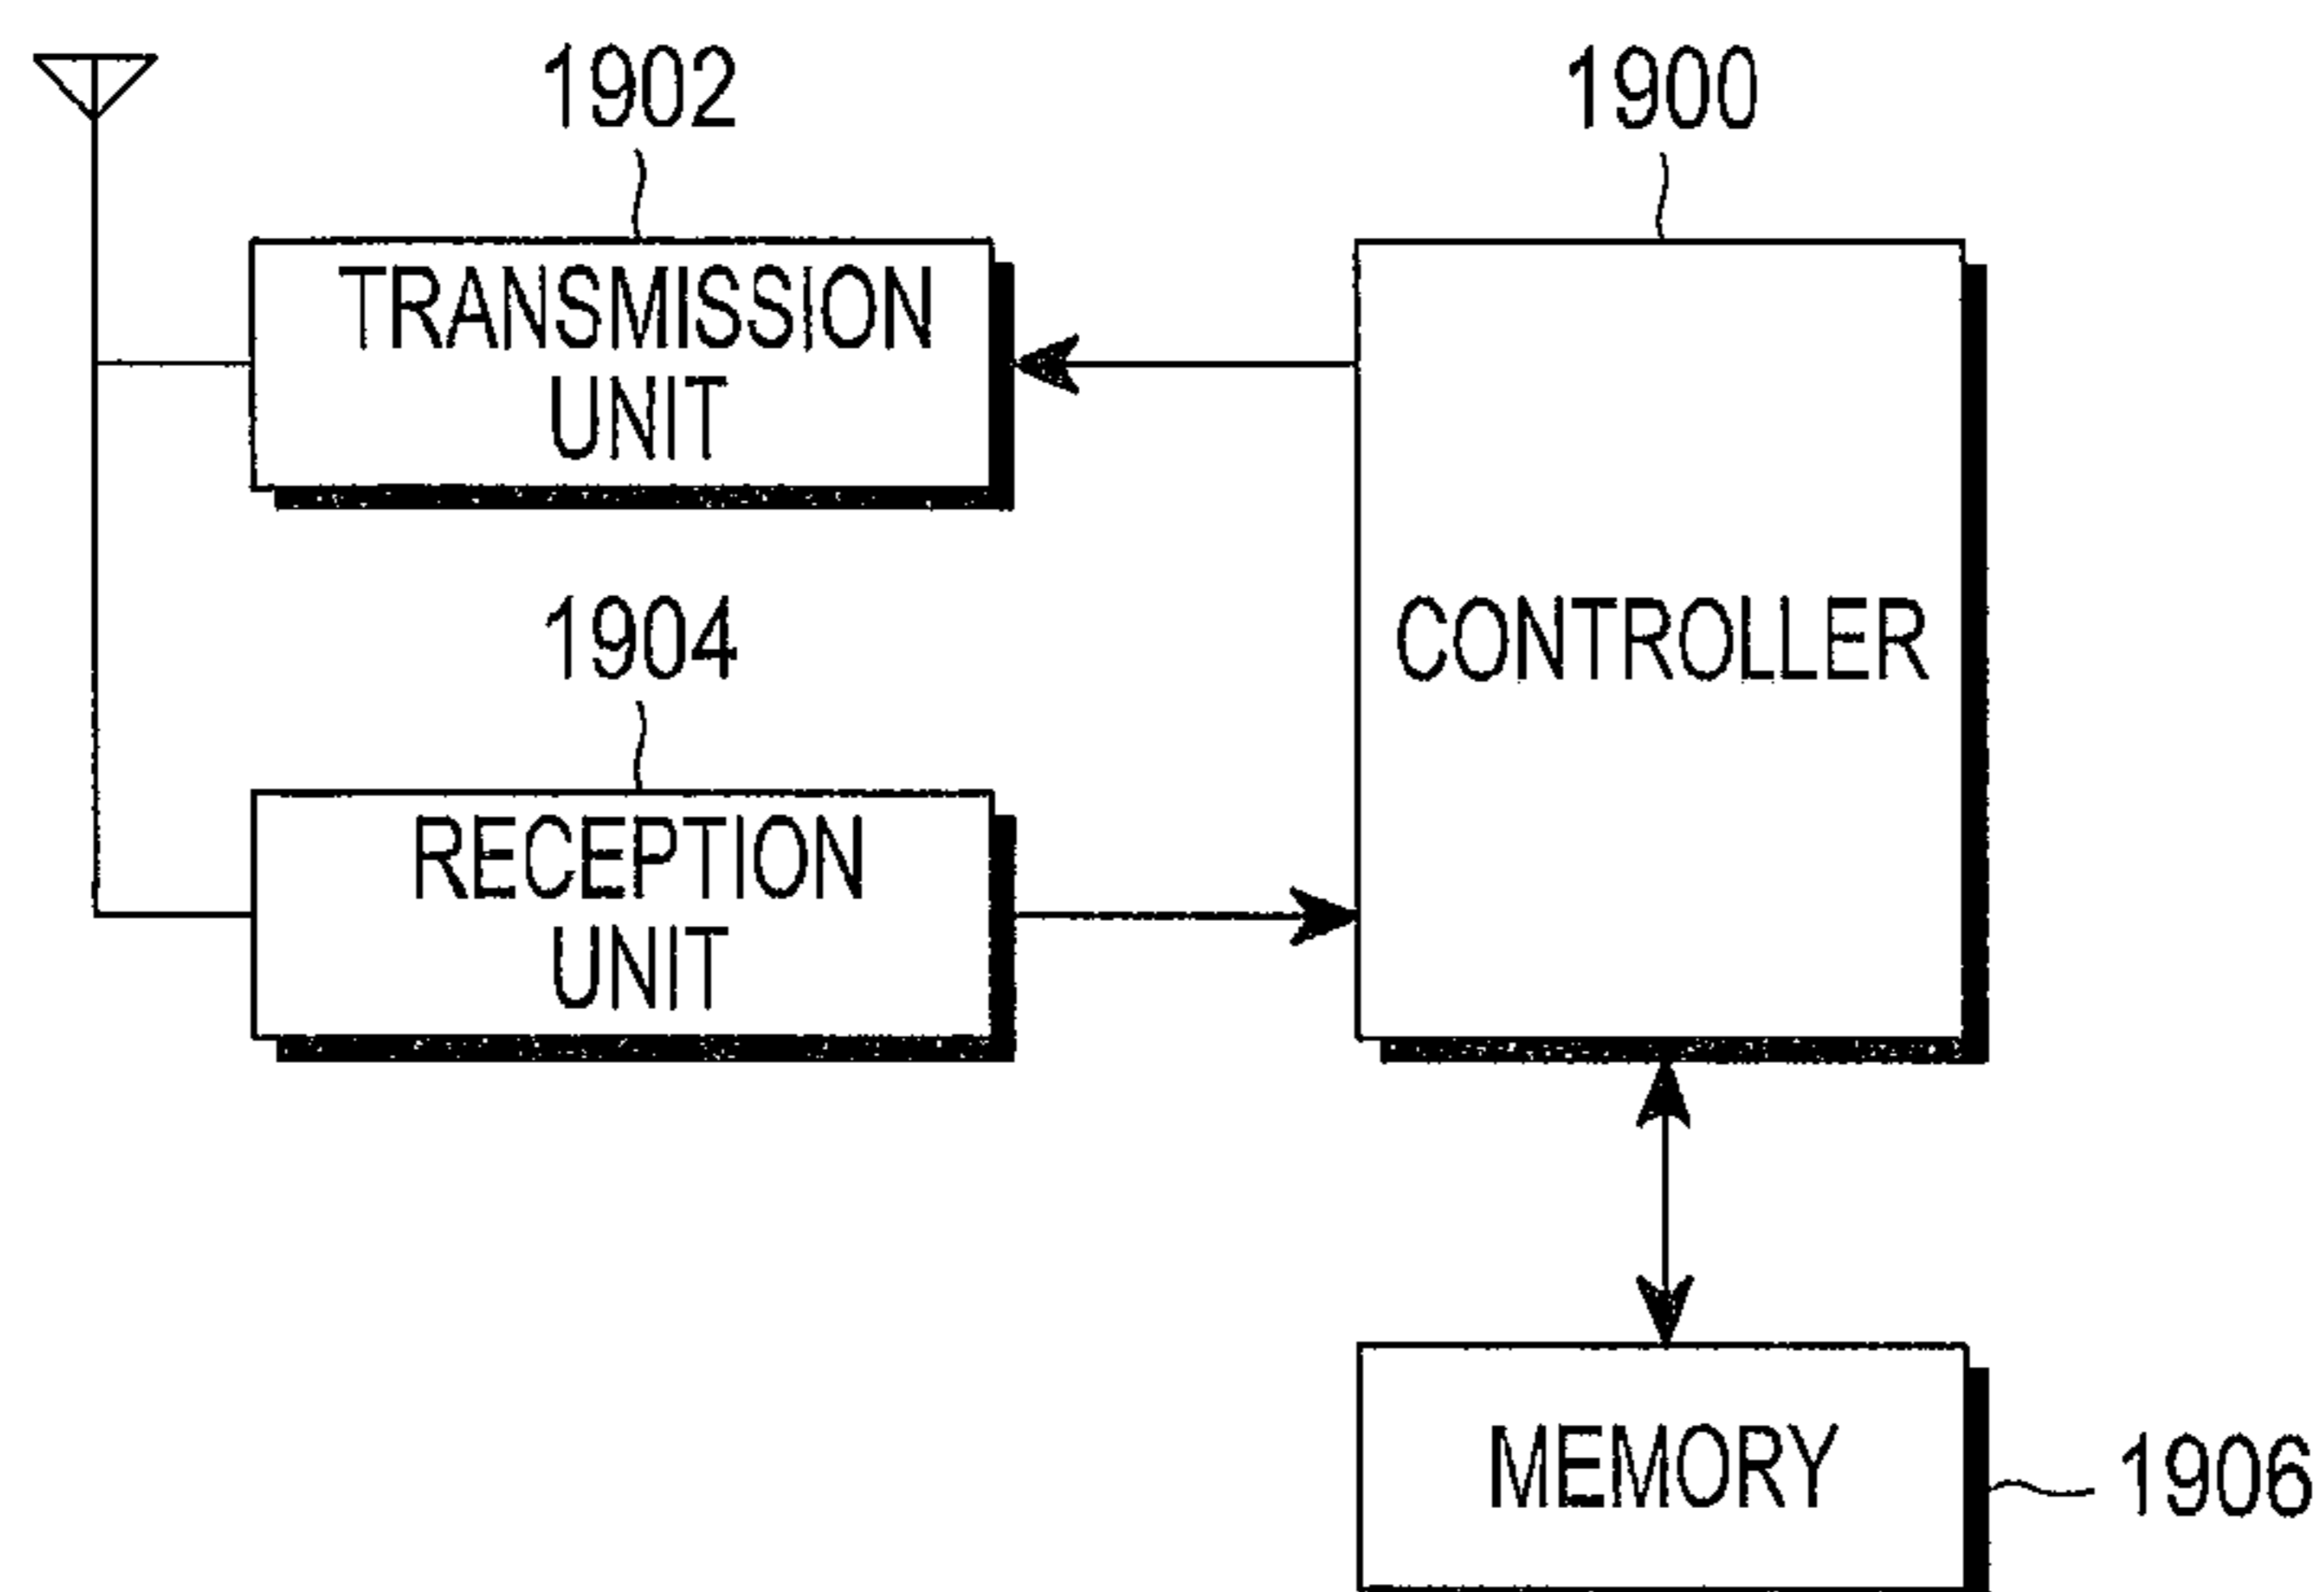 1902
1900
TRANSMISSION
UNIT
1904
CONTROLLER
RECEPTION
UNIT
MEMORY
1906